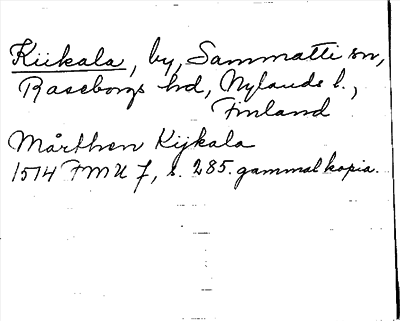 Kiikala, by, Sammatti sn,
Raseborgs hd, Nylands l.,
Finland
Mårthen Kijkala
1514 FMU 7, s. 285. gammal kopia.